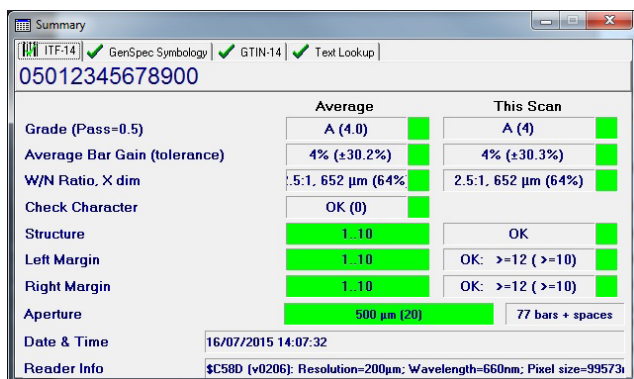 Summary
ITF-14 GenSpec Symbology GTIN-14 Text Lookup
05012345678900
Average This Scan
Grade (Pass=0.5) A (4.0) A (4)
Average Bar Gain (tolerance) 4% (±30.2%) 4% (±30.3%)
W/N Ratio, X dim .5:1, 652 µm (64% 2.5:1, 652 µm (64%)
Check Character OK (0)
Structure 1..10 OK
Left Margin 1..10 OK: >=12 ( >=10)
Right Margin 1..10 OK: >=12 ( >=10)
Aperture 500 µm (20) 77 bars + spaces
Date & Time 16/07/2015 14:07:32
Reader Info $C58D (v0206): Resolution=200µm; Wavelength=660nm; Pixel size=99573